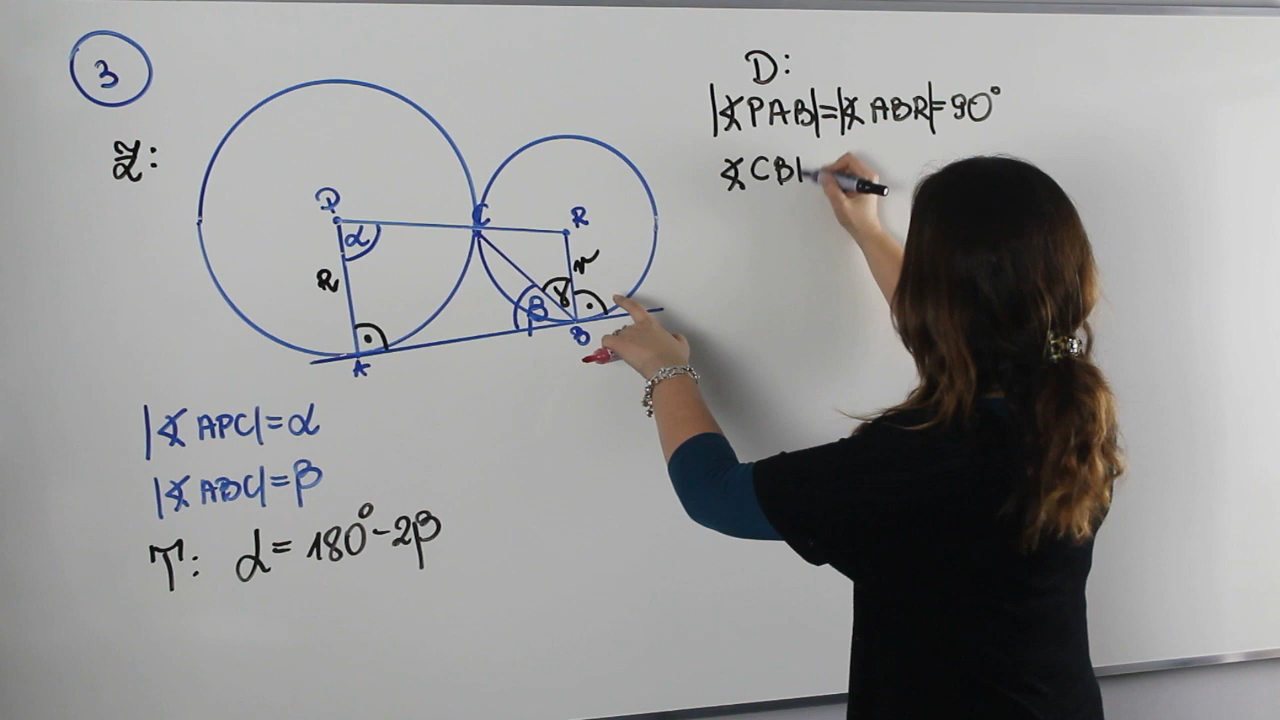 3
Z:
D:
|∢PAB|=|∢ABR|=90°
∢CB
P
C
R
α
R
r
β
γ
A
B
|∢APC|=α
|∢ABC|=β
T: α=180°-2β